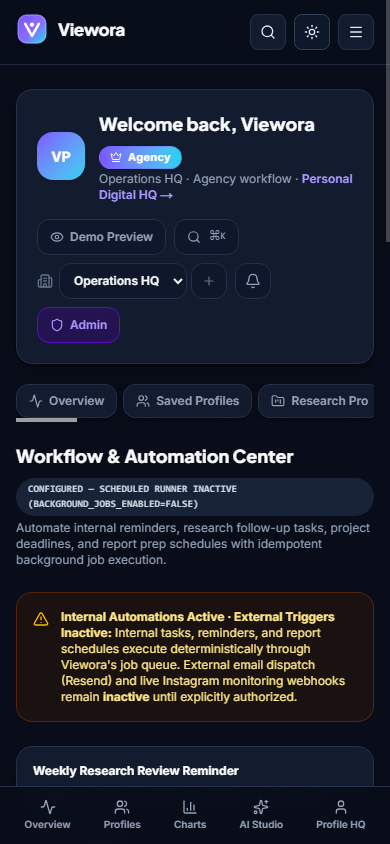 Viewora
Welcome back, Viewora
VP
Agency
Operations HQ · Agency workflow · Personal
Digital HQ →
Demo Preview
⌘K
Operations HQ
+
Admin
Overview
Saved Profiles
Research Pro
Workflow & Automation Center
CONFIGURED — SCHEDULED RUNNER INACTIVE
(BACKGROUND_JOBS_ENABLED=FALSE)
Automate internal reminders, research follow-up tasks, project
deadlines, and report prep schedules with idempotent
background job execution.
Internal Automations Active · External Triggers
Inactive: Internal tasks, reminders, and report
schedules execute deterministically through
Viewora's job queue. External email dispatch
(Resend) and live Instagram monitoring webhooks
remain inactive until explicitly authorized.
Weekly Research Review Reminder
Overview
Profiles
Charts
AI Studio
Profile HQ